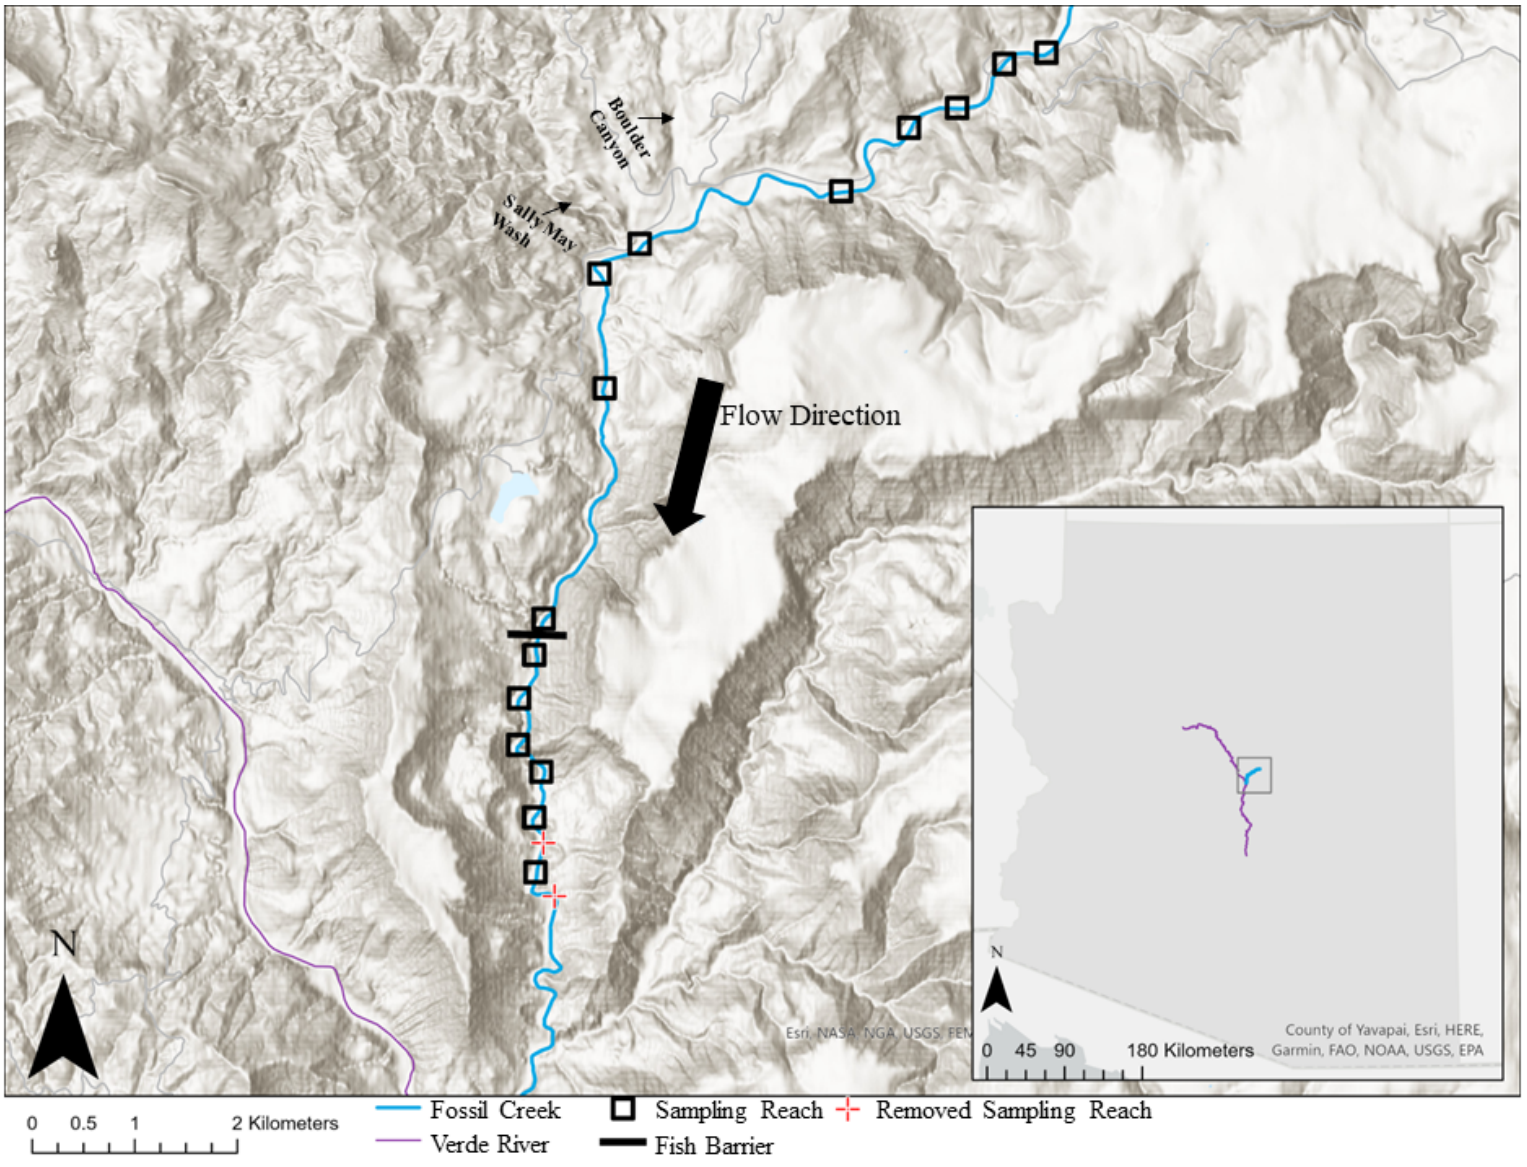 Boulder
Canyon
Sally May
Wash
Flow Direction
N
Esri, NASA, NGA, USGS, FEM
N
County of Yavapai, Esri, HERE,
Garmin, FAO, NOAA, USGS, EPA
0 45 90 180 Kilometers
0 0.5 1 2 Kilometers
Fossil Creek Sampling Reach Removed Sampling Reach
Verde River Fish Barrier